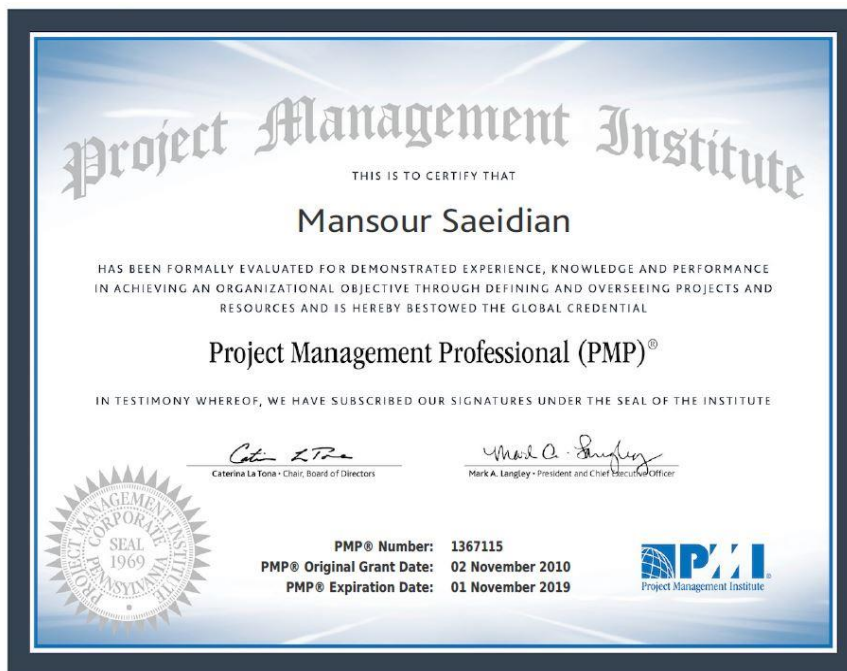 Project Management Institute
THIS IS TO CERTIFY THAT
Mansour Saeidian
HAS BEEN FORMALLY EVALUATED FOR DEMONSTRATED EXPERIENCE, KNOWLEDGE AND PERFORMANCE
IN ACHIEVING AN ORGANIZATIONAL OBJECTIVE THROUGH DEFINING AND OVERSEEING PROJECTS AND
RESOURCES AND IS HEREBY BESTOWED THE GLOBAL CREDENTIAL
Project Management Professional (PMP)®
IN TESTIMONY WHEREOF, WE HAVE SUBSCRIBED OUR SIGNATURES UNDER THE SEAL OF THE INSTITUTE
Caterina La Tona • Chair, Board of Directors
Mark A. Langley
Mark A. Langley • President and Chief Executive Officer
PROJECT MANAGEMENT INSTITUTE
CORPORATE
SEAL
1969
PENNSYLVANIA
PMP® Number: 1367115
PMP® Original Grant Date: 02 November 2010
PMP® Expiration Date: 01 November 2019
PMI®
Project Management Institute